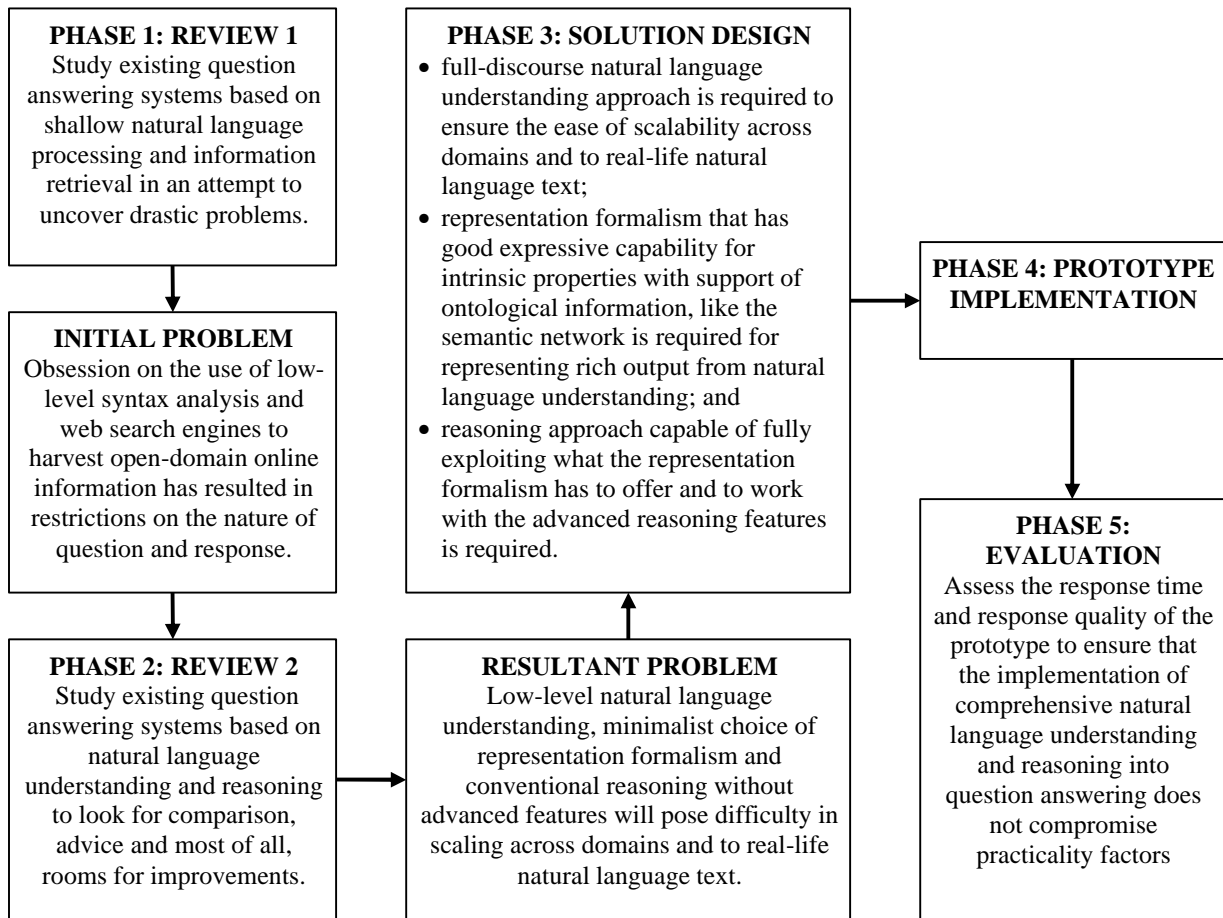 PHASE 1: REVIEW 1
Study existing question
answering systems based on
shallow natural language
processing and information
retrieval in an attempt to
uncover drastic problems.
INITIAL PROBLEM
Obsession on the use of low-
level syntax analysis and
web search engines to
harvest open-domain online
information has resulted in
restrictions on the nature of
question and response.
PHASE 2: REVIEW 2
Study existing question
answering systems based on
natural language
understanding and reasoning
to look for comparison,
advice and most of all,
rooms for improvements.
RESULTANT PROBLEM
Low-level natural language
understanding, minimalist choice of
representation formalism and
conventional reasoning without
advanced features will pose difficulty in
scaling across domains and to real-life
natural language text.
PHASE 3: SOLUTION DESIGN
• full-discourse natural language
understanding approach is required to
ensure the ease of scalability across
domains and to real-life natural
language text;
• representation formalism that has
good expressive capability for
intrinsic properties with support of
ontological information, like the
semantic network is required for
representing rich output from natural
language understanding; and
• reasoning approach capable of fully
exploiting what the representation
formalism has to offer and to work
with the advanced reasoning features
is required.
PHASE 4: PROTOTYPE
IMPLEMENTATION
PHASE 5:
EVALUATION
Assess the response time
and response quality of the
prototype to ensure that
the implementation of
comprehensive natural
language understanding
and reasoning into
question answering does
not compromise
practicality factors